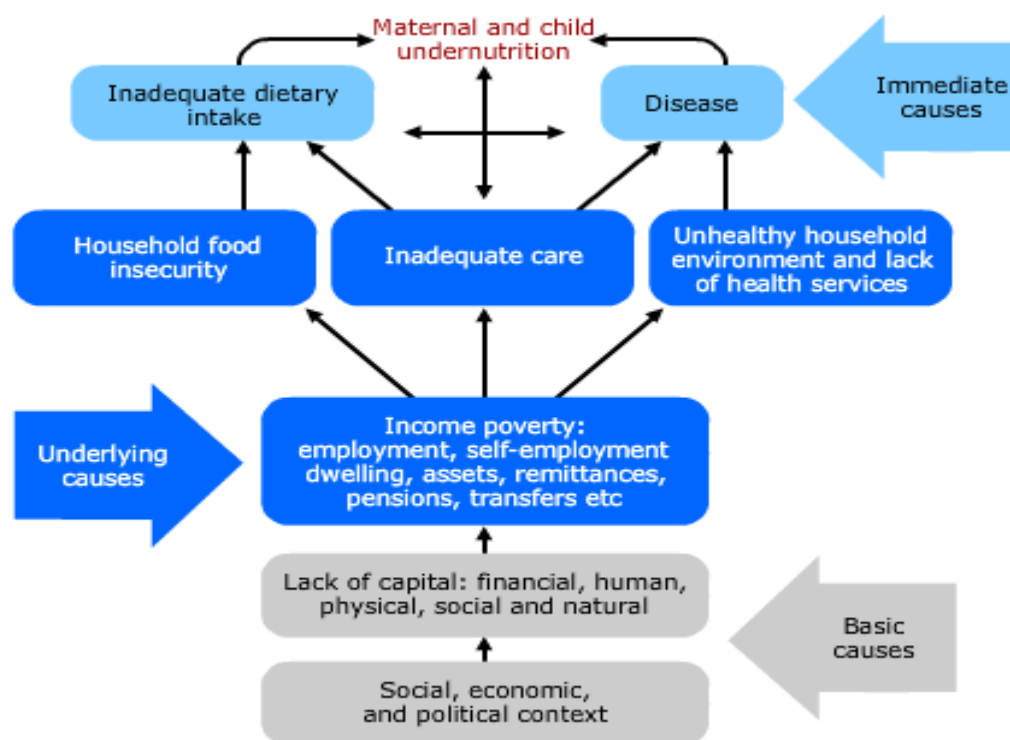 Maternal and child
undernutrition
Inadequate dietary
intake
Disease
Immediate
causes
Household food
insecurity
Inadequate care
Unhealthy household
environment and lack
of health services
Underlying
causes
Income poverty:
employment, self-employment
dwelling, assets, remittances,
pensions, transfers etc
Lack of capital: financial, human,
physical, social and natural
Basic
causes
Social, economic,
and political context